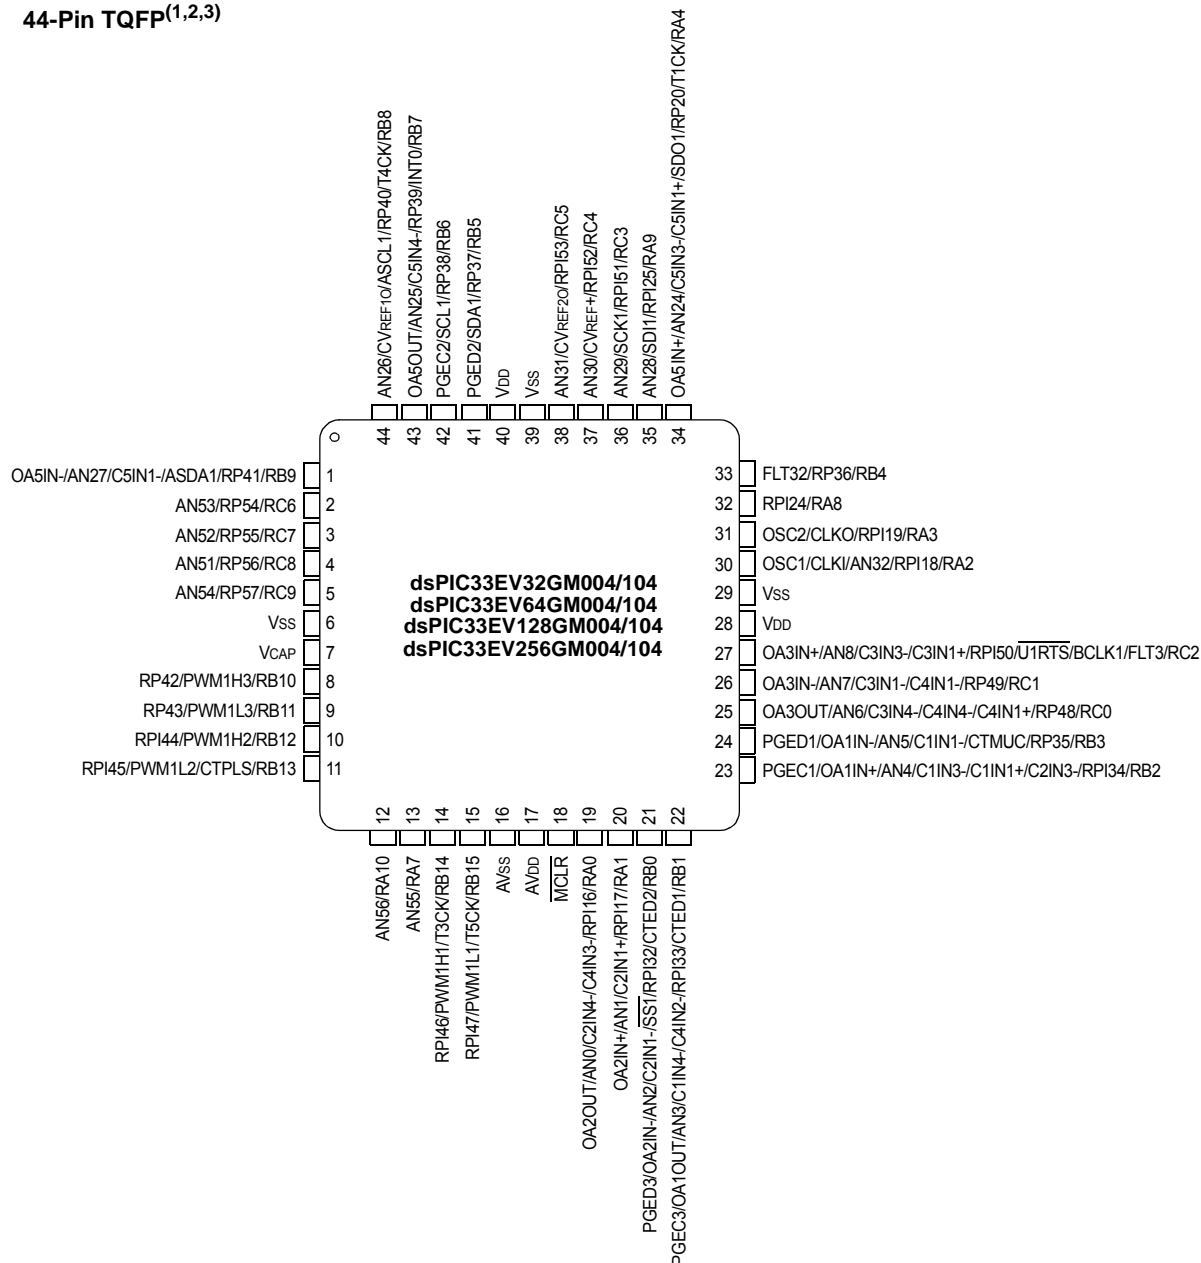 44-Pin TQFP(1,2,3)
AN26/CVREF1O/ASCL1/RP40/T4CK/RB8
OA5OUT/AN25/C5IN4-/RP39/INT0/RB7
PGEC2/SCL1/RP38/RB6
PGED2/SDA1/RP37/RB5
VDD
VSS
AN31/CVREF2O/RPI53/RC5
AN30/CVREF+/RPI52/RC4
AN29/SCK1/RPI51/RC3
AN28/SDI1/RPI25/RA9
OA5IN+/AN24/C5IN3-/C5IN1+/SDO1/RP20/T1CK/RA4
44 43 42 41 40 39 38 37 36 35 34
OA5IN-/AN27/C5IN1-/ASDA1/RP41/RB9 1
AN53/RP54/RC6 2
AN52/RP55/RC7 3
AN51/RP56/RC8 4
AN54/RP57/RC9 5
VSS 6
VCAP 7
RP42/PWM1H3/RB10 8
RP43/PWM1L3/RB11 9
RPI44/PWM1H2/RB12 10
RPI45/PWM1L2/CTPLS/RB13 11
dsPIC33EV32GM004/104
dsPIC33EV64GM004/104
dsPIC33EV128GM004/104
dsPIC33EV256GM004/104
33 FLT32/RP36/RB4
32 RPI24/RA8
31 OSC2/CLKO/RPI19/RA3
30 OSC1/CLKI/AN32/RPI18/RA2
29 VSS
28 VDD
27 OA3IN+/AN8/C3IN3-/C3IN1+/RPI50/U1RTS/BCLK1/FLT3/RC2
26 OA3IN-/AN7/C3IN1-/C4IN1-/RP49/RC1
25 OA3OUT/AN6/C3IN4-/C4IN4-/C4IN1+/RP48/RC0
24 PGED1/OA1IN-/AN5/C1IN1-/CTMUC/RP35/RB3
23 PGEC1/OA1IN+/AN4/C1IN3-/C1IN1+/C2IN3-/RPI34/RB2
12 13 14 15 16 17 18 19 20 21 22
AN56/RA10
AN55/RA7
RPI46/PWM1H1/T3CK/RB14
RPI47/PWM1L1/T5CK/RB15
AVSS
AVDD
MCLR
OA2OUT/AN0/C2IN4-/C4IN3-/RPI16/RA0
OA2IN+/AN1/C2IN1+/RPI17/RA1
PGED3/OA2IN-/AN2/C2IN1-/SS1/RPI32/CTED2/RB0
PGEC3/OA1OUT/AN3/C1IN4-/C4IN2-/RPI33/CTED1/RB1